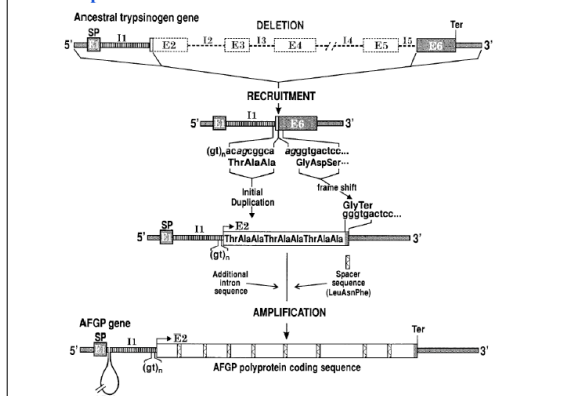 Ancestral trypsinogen gene
DELETION
SP I1 E2 I2 E3 I3 E4 I4 E5 I5 E6 Ter
5' 3'
RECRUITMENT
I1
5' E6 3'
(gt)n acagcggca agggtgactcc...
ThrAlaAla GlyAspSer...
Initial frame shift
Duplication GlyTer
gggtgactcc...
SP I1 E2
5' ThrAlaAlaThrAlaAlaThrAlaAla 3'
(gt)n
Additional Spacer
intron sequence
sequence (LeuAsnPhe)
AMPLIFICATION
AFGP gene Ter
SP I1 E2
5' 3'
(gt)n AFGP polyprotein coding sequence